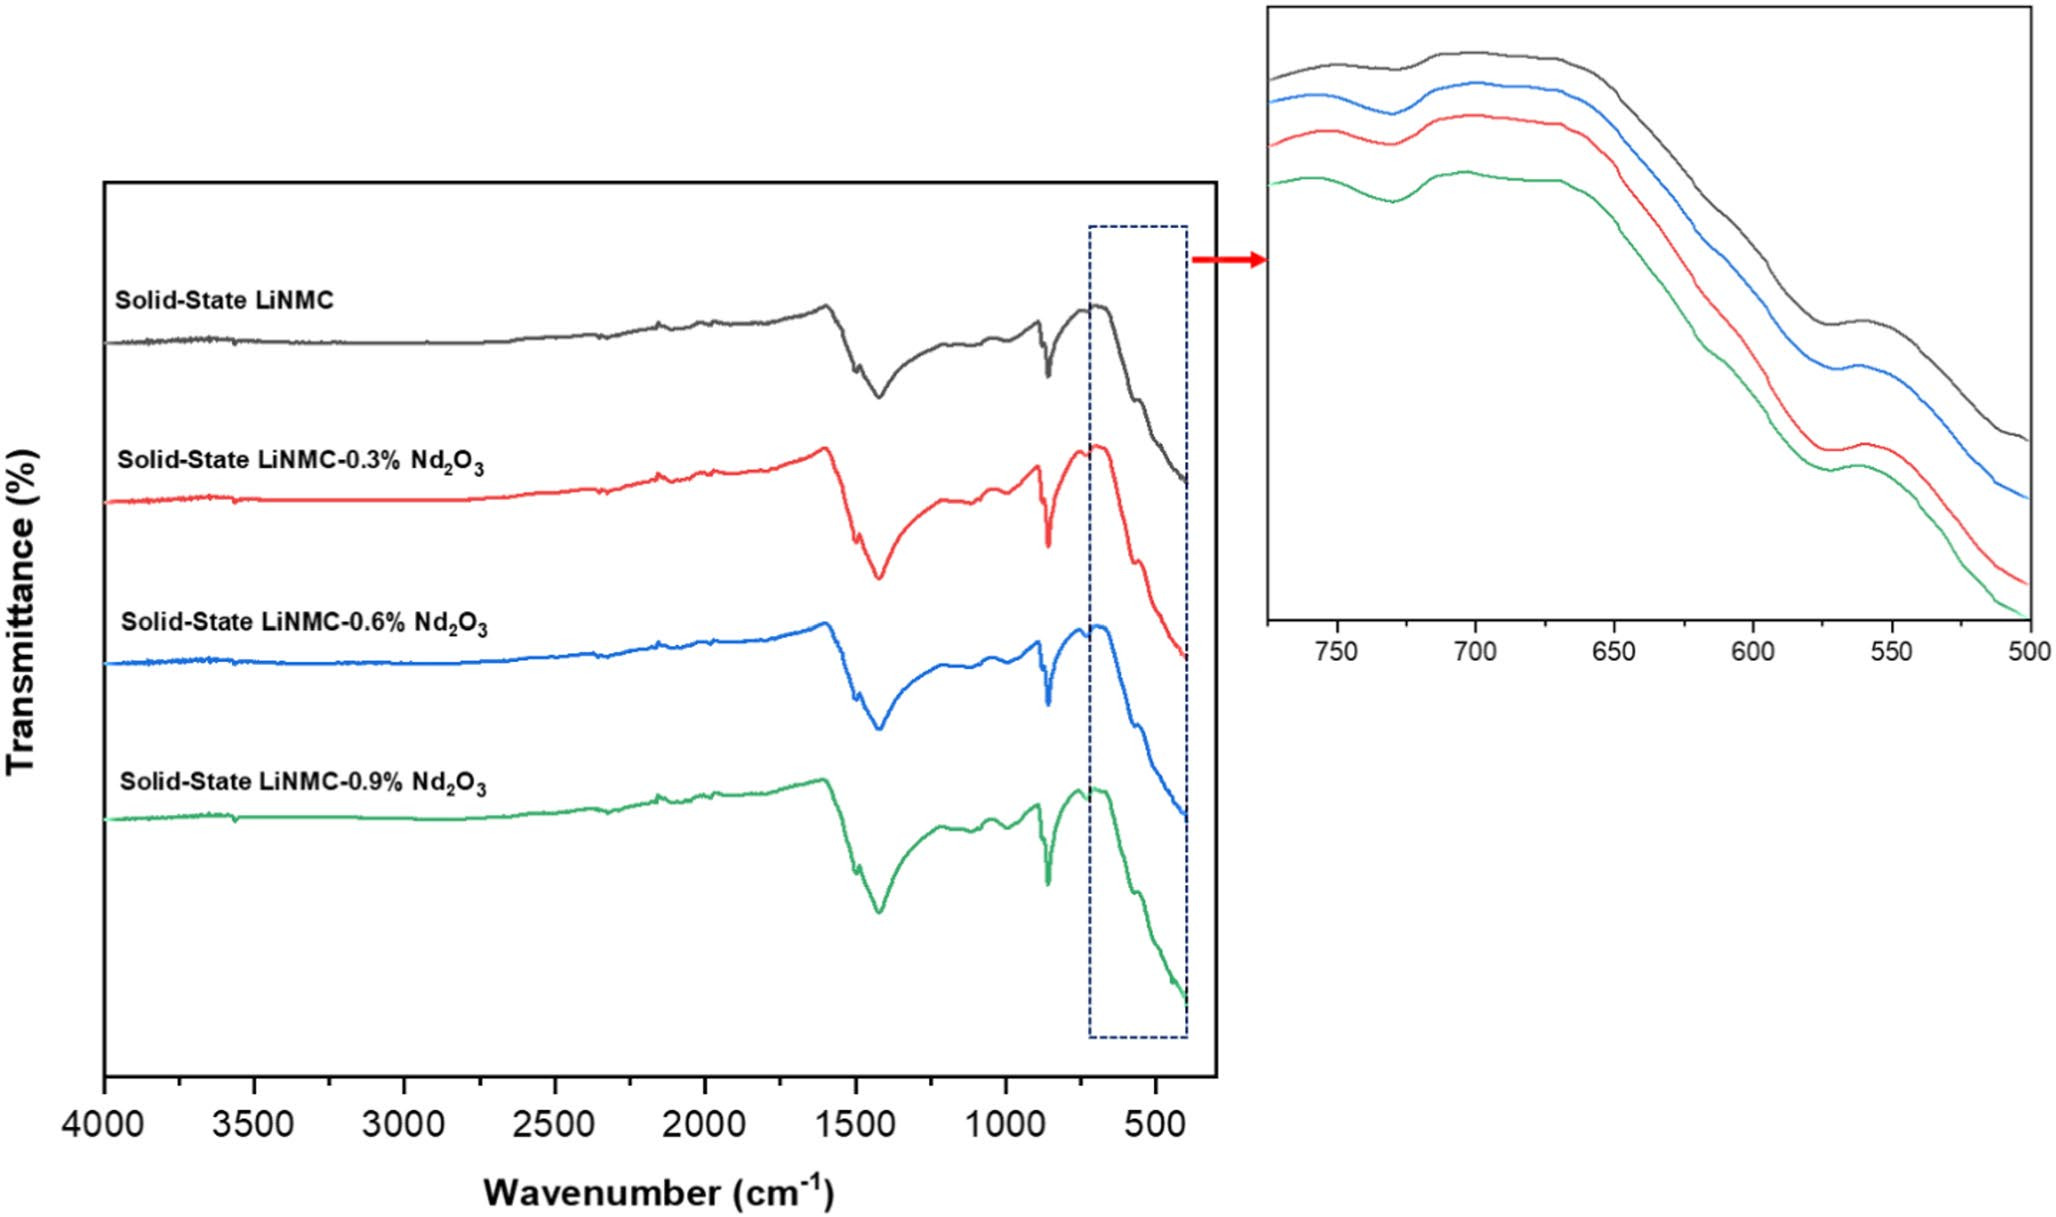 Solid-State LiNMC
Solid-State LiNMC-0.3% Nd₂O₃
Solid-State LiNMC-0.6% Nd₂O₃
Solid-State LiNMC-0.9% Nd₂O₃
Transmittance (%)
4000 3500 3000 2500 2000 1500 1000 500
Wavenumber (cm⁻¹)
750 700 650 600 550 500